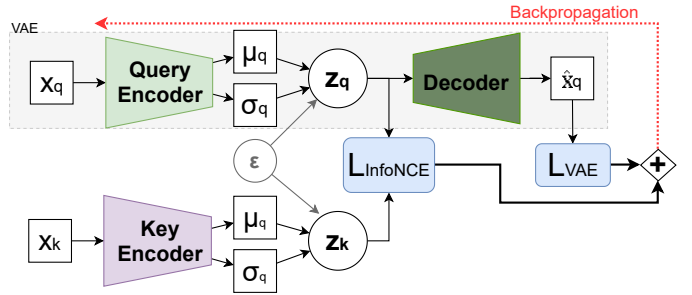 Backpropagation
VAE
xq
Query
Encoder
μq
σq
zq
Decoder
x̂q
ε
LInfoNCE
LVAE
+
xk
Key
Encoder
μq
σq
zk